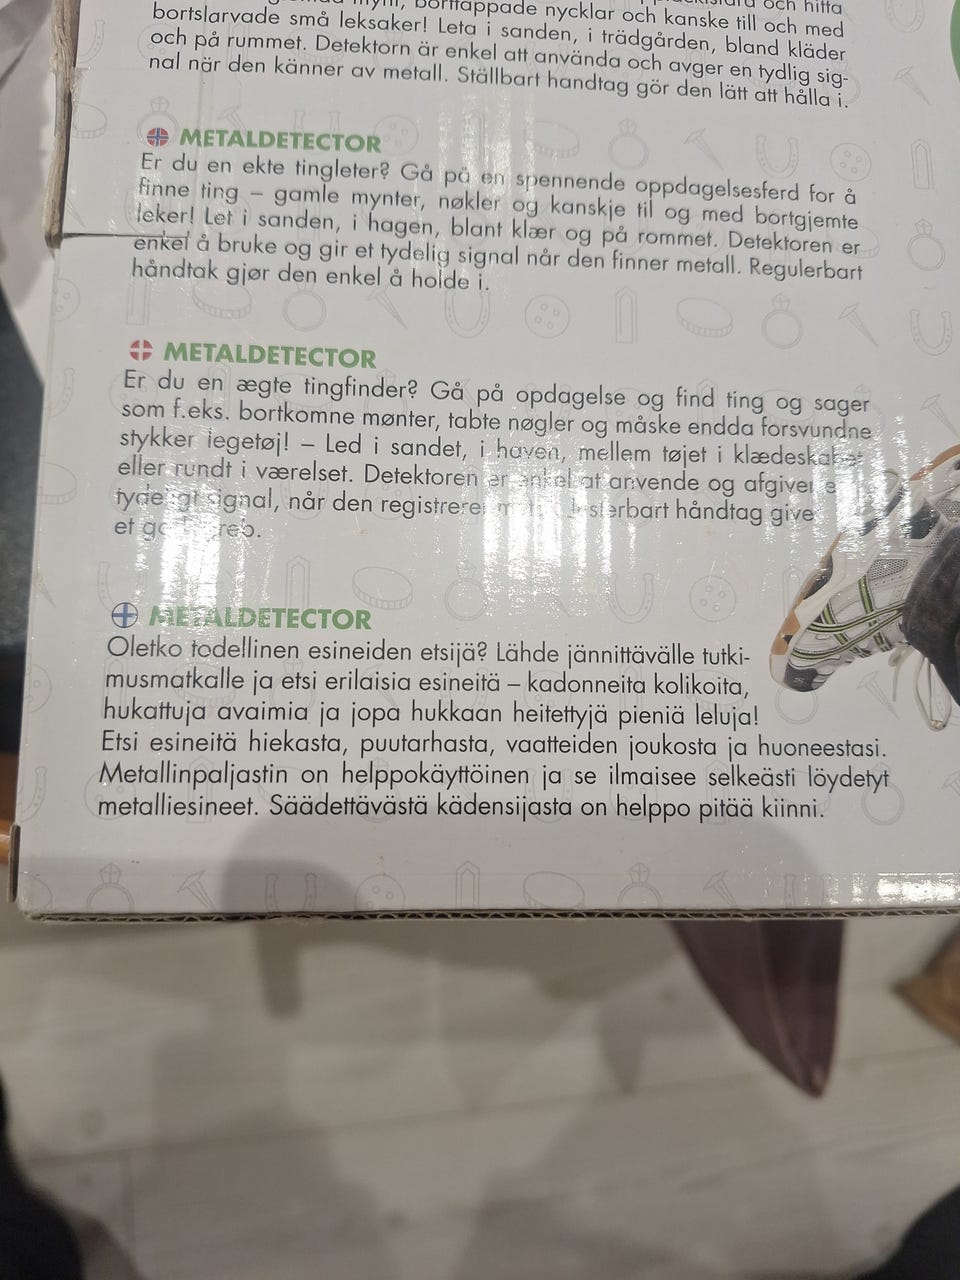 borttappade nycklar och kanske till och med
bortslarvade små leksaker! Leta i sanden, i trädgården, bland kläder
och på rummet. Detektorn är enkel att använda och avger en tydlig sig-
nal när den känner av metall. Ställbart handtag gör den lätt att hålla i.
METALDETECTOR
Er du en ekte tingleter? Gå på en spennende oppdagelsesferd for å
finne ting – gamle mynter, nøkler og kanskje til og med bortgjemte
leker! Let i sanden, i hagen, blant klær og på rommet. Detektoren er
enkel å bruke og gir et tydelig signal når den finner metall. Regulerbart
håndtak gjør den enkel å holde i.
METALDETECTOR
Er du en ægte tingfinder? Gå på opdagelse og find ting og sager
som f.eks. bortkomne mønter, tabte nøgler og måske endda forsvundne
stykker legetøj! – Led i sandet, i haven, mellem tøjet i klædeskabet
eller rundt i værelset. Detektoren er enkel at anvende og afgiver
signal, når den registrerer håndtag give
et
METALDETECTOR
Oletko todellinen esineiden etsijä? Lähde jännittävälle tutki-
musmatkalle ja etsi erilaisia esineitä – kadonneita kolikoita,
hukattuja avaimia ja jopa hukkaan heitettyjä pieniä leluja!
Etsi esineitä hiekasta, puutarhasta, vaatteiden joukosta ja huoneestasi.
Metallinpaljastin on helppokäyttöinen ja se ilmaisee selkeästi löydetyt
metalliesineet. Säädettävästä kädensijasta on helppo pitää kiinni.